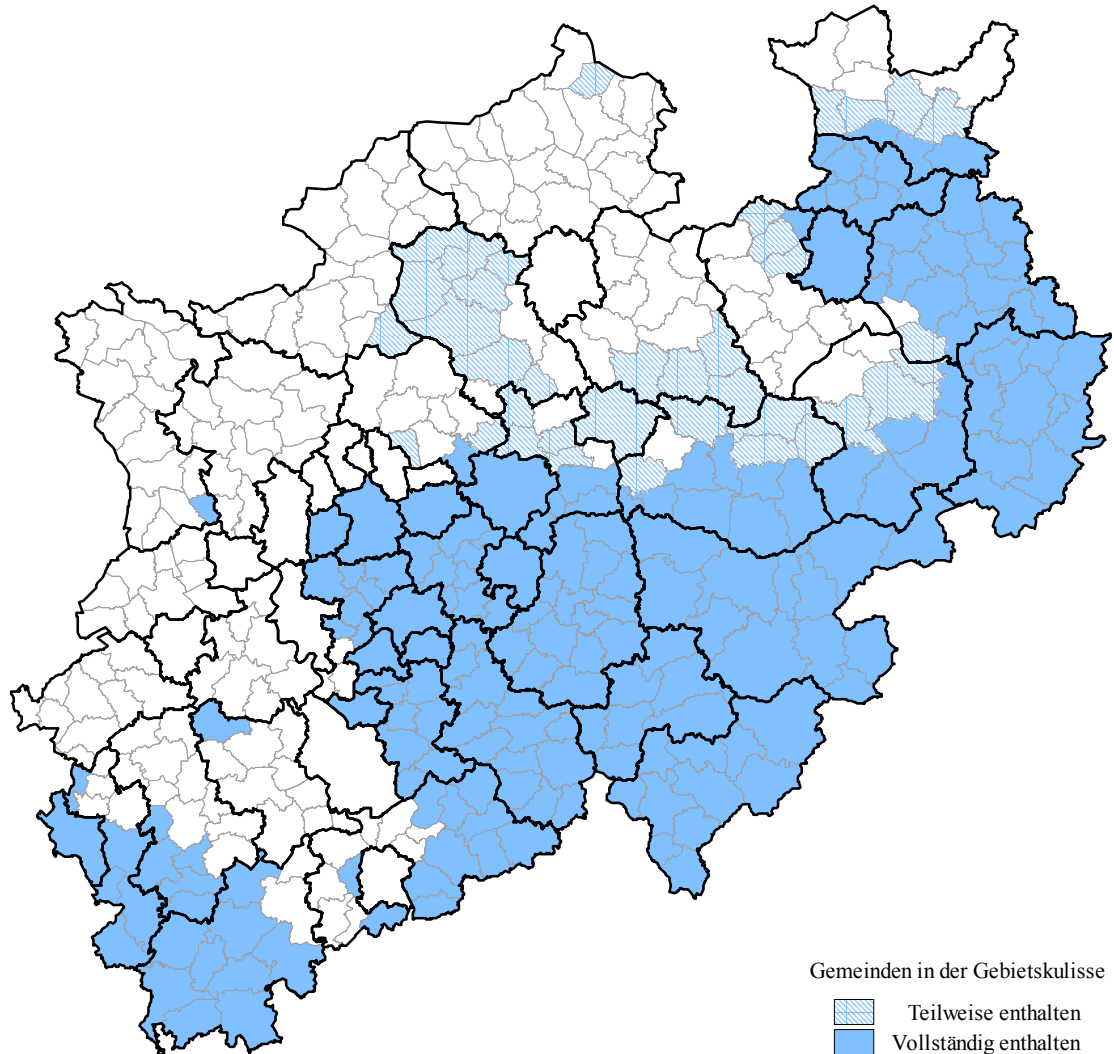 Gemeinden in der Gebietskulisse
Teilweise enthalten
Vollständig enthalten